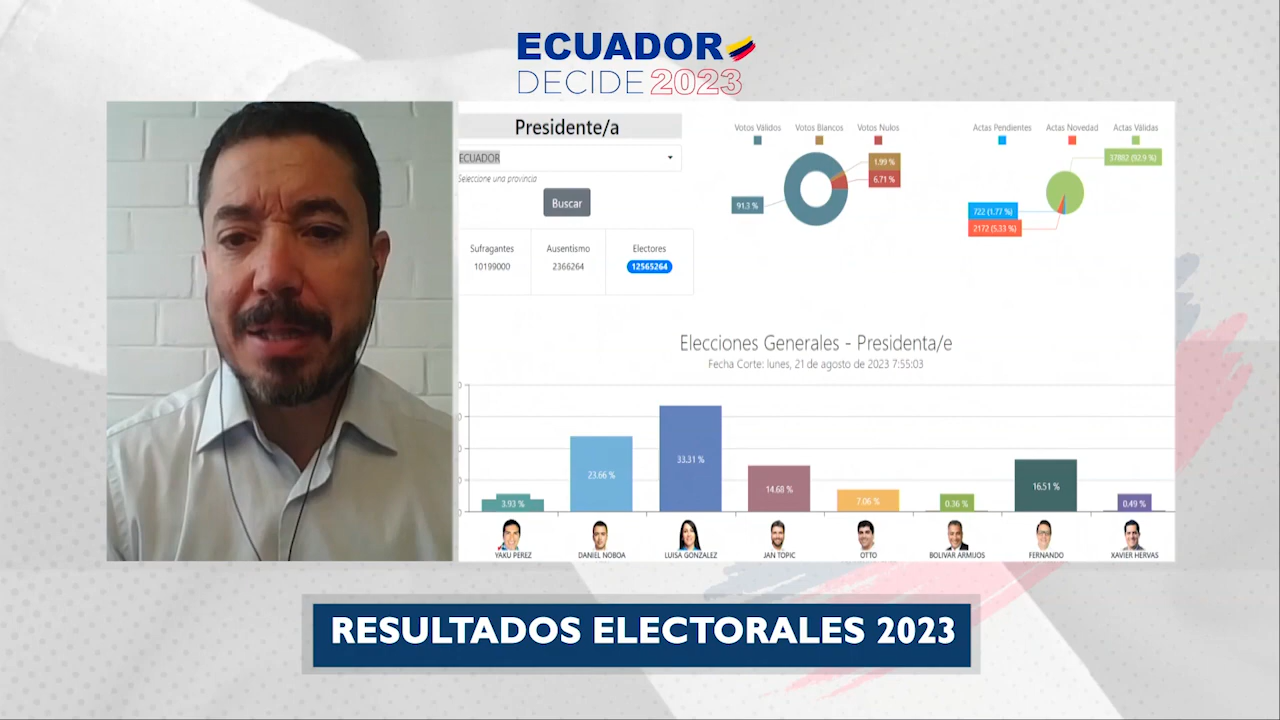 ECUADOR
DECIDE 2023
Presidente/a
ECUADOR
Seleccione una provincia
Buscar
Sufragantes
10199000
Ausentismo
2366264
Electores
12565264
Votos Válidos
Votos Blancos
Votos Nulos
1.99 %
6.71 %
91.3 %
Actas Pendientes
Actas Novedad
Actas Válidas
37882 (92.9 %)
722 (1.77 %)
2172 (5.33 %)
Elecciones Generales - Presidenta/e
Fecha Corte: lunes, 21 de agosto de 2023 7:55:03
3.93 %
23.66 %
33.31 %
14.68 %
7.06 %
0.36 %
16.51 %
0.49 %
YAKU PEREZ
DANIEL NOBOA
LUISA GONZALEZ
JAN TOPIC
OTTO
BOLIVAR ARMIJOS
FERNANDO
XAVIER HERVAS
RESULTADOS ELECTORALES 2023